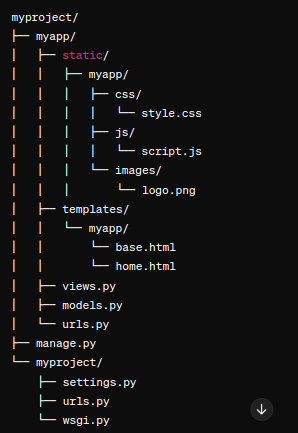 myproject/
├── myapp/
│   ├── static/
│   │   ├── myapp/
│   │   │   ├── css/
│   │   │   │   └── style.css
│   │   │   ├── js/
│   │   │   │   └── script.js
│   │   │   └── images/
│   │   │       └── logo.png
│   ├── templates/
│   │   └── myapp/
│   │       └── base.html
│   │       └── home.html
│   ├── views.py
│   ├── models.py
│   └── urls.py
├── manage.py
└── myproject/
    ├── settings.py
    ├── urls.py
    └── wsgi.py